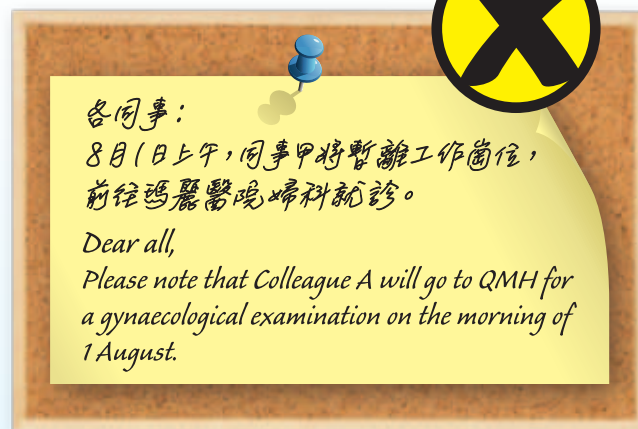 各同事：
8月1日上午，同事甲將暫離工作崗位，
前往瑪麗醫院婦科就診。
Dear all,
Please note that Colleague A will go to QMH for
a gynaecological examination on the morning of
1 August.